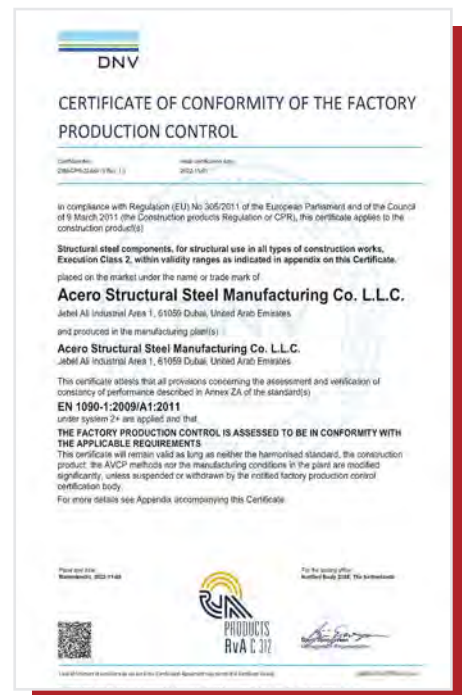 DNV
CERTIFICATE OF CONFORMITY OF THE FACTORY
PRODUCTION CONTROL
In compliance with Regulation (EU) No 305/2011 of the European Parliament and of the Council
of 9 March 2011 (the Construction products Regulation or CPR), this certificate applies to the
construction product(s)
Structural steel components, for structural use in all types of construction works,
Execution Class 2, within validity ranges as indicated in appendix on this Certificate.
placed on the market under the name or trade mark of
Acero Structural Steel Manufacturing Co. L.L.C.
Jebel Ali Industrial Area 1, 61059 Dubai, United Arab Emirates
and produced in the manufacturing plant(s)
Acero Structural Steel Manufacturing Co. L.L.C.
Jebel Ali Industrial Area 1, 61059 Dubai, United Arab Emirates
This certificate attests that all provisions concerning the assessment and verification of
constancy of performance described in Annex ZA of the standard(s)
EN 1090-1:2009/A1:2011
under system 2+ are applied and that
THE FACTORY PRODUCTION CONTROL IS ASSESSED TO BE IN CONFORMITY WITH
THE APPLICABLE REQUIREMENTS
This certificate will remain valid as long as neither the harmonised standard, the construction
product, the AVCP methods nor the manufacturing conditions in the plant are modified
significantly, unless suspended or withdrawn by the notified factory production control
certification body.
For more details see Appendix accompanying this Certificate
Place and date:
For the issuing office:
PRODUCTS
RvA C 312